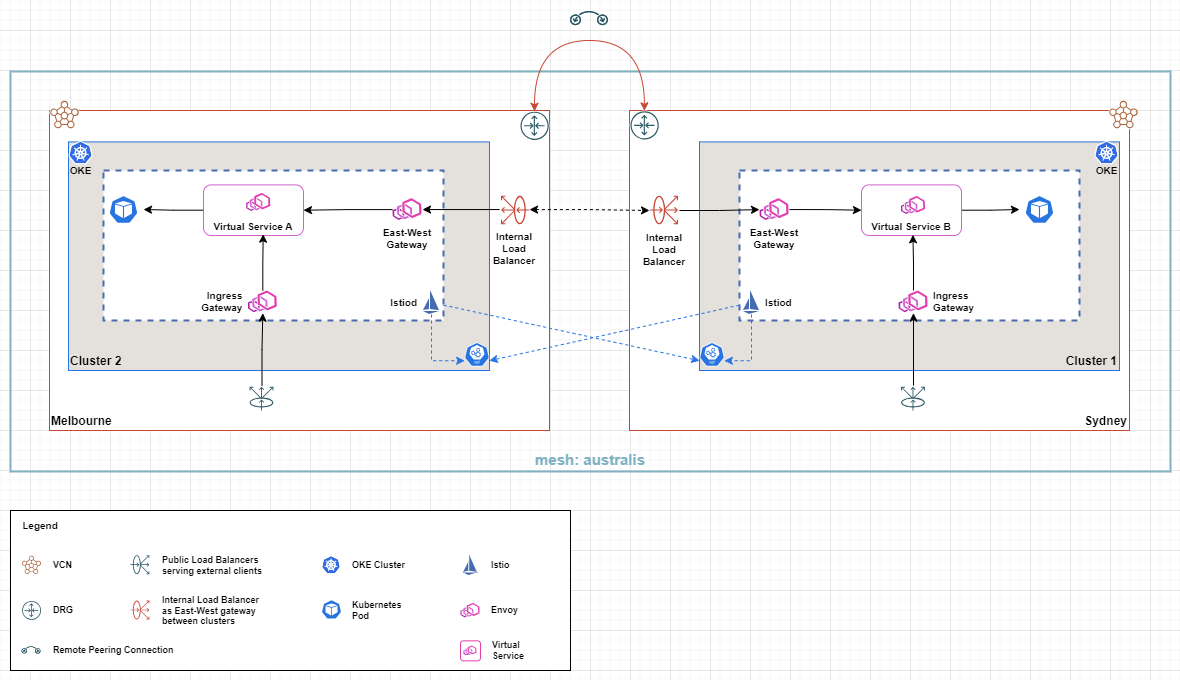 OKE
OKE
Virtual Service A
East-West
Gateway
Internal
Load
Balancer
Internal
Load
Balancer
East-West
Gateway
Virtual Service B
Ingress
Gateway
Istiod
Istiod
Ingress
Gateway
Cluster 2
Cluster 1
Melbourne
Sydney
mesh: australis
Legend
VCN
Public Load Balancers
serving external clients
OKE Cluster
Istio
DRG
Internal Load Balancer
as East-West gateway
between clusters
Kubernetes
Pod
Envoy
Remote Peering Connection
Virtual
Service